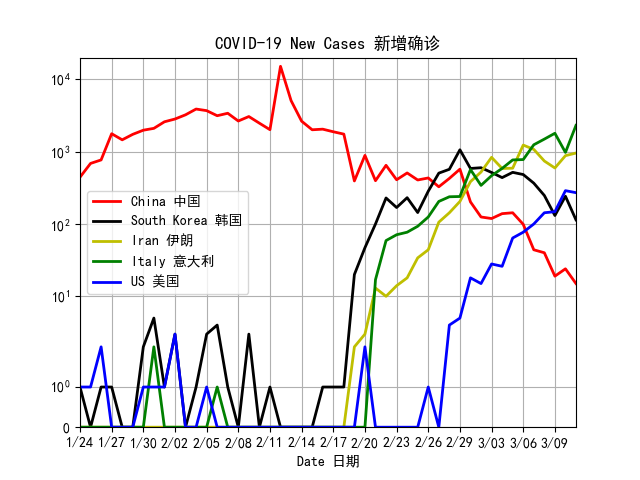 COVID-19 New Cases 新增确诊
10⁴
10³
10²
10¹
10⁰
0
China 中国
South Korea 韩国
Iran 伊朗
Italy 意大利
US 美国
1/24 1/27 1/30 2/02 2/05 2/08 2/11 2/14 2/17 2/20 2/23 2/26 2/29 3/03 3/06 3/09
Date 日期